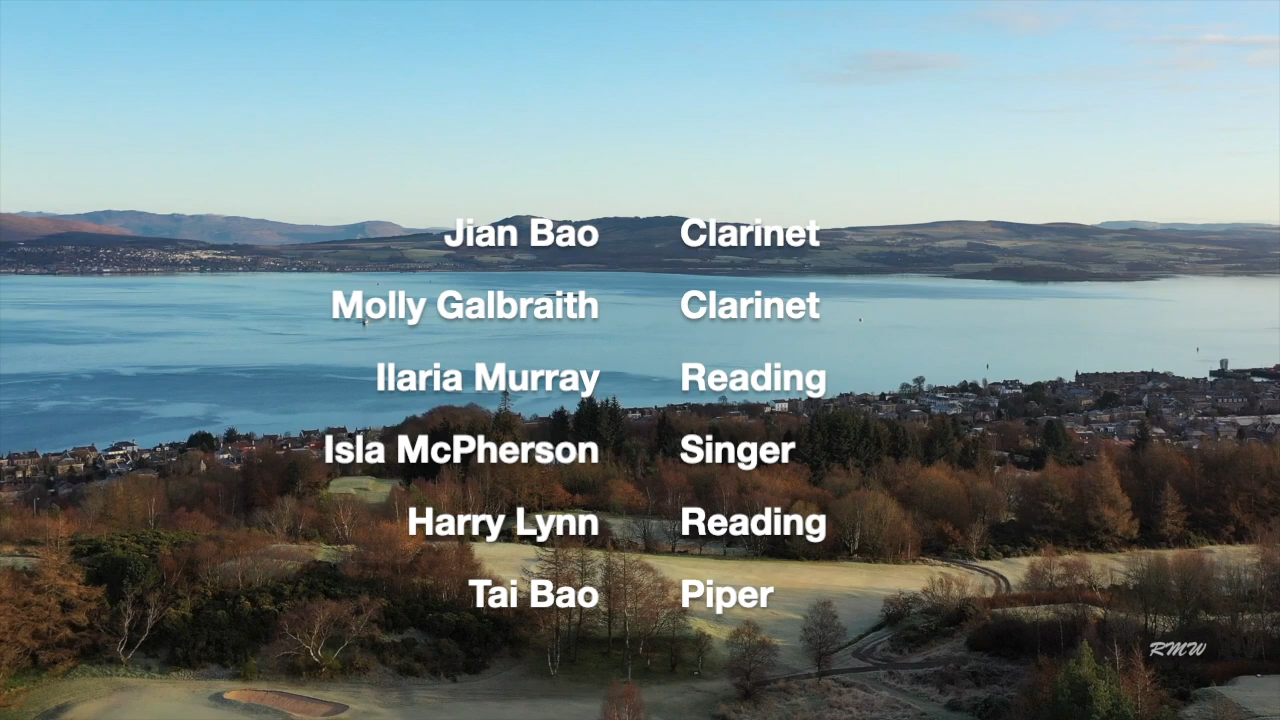 Jian Bao Clarinet
Molly Galbraith Clarinet
Ilaria Murray Reading
Isla McPherson Singer
Harry Lynn Reading
Tai Bao Piper
RMW